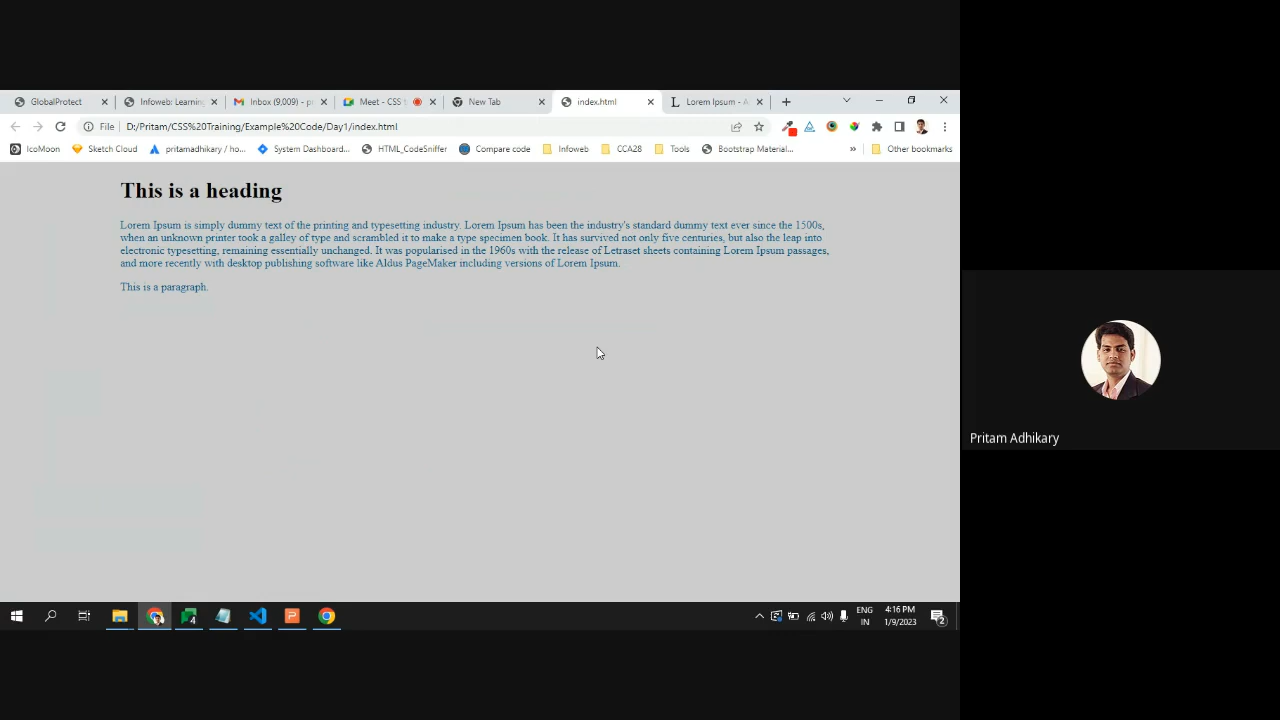 GlobalProtect
Infoweb: Learning
Inbox (9,009) - p
Meet - CSS
New Tab
index.html
Lorem Ipsum - A
File D:/Pritam/CSS%20Training/Example%20Code/Day1/index.html
IcoMoon Sketch Cloud pritamadhikary / ho... System Dashboard... HTML_CodeSniffer Compare code Infoweb CCA28 Tools Bootstrap Material... » Other bookmarks
This is a heading
Lorem Ipsum is simply dummy text of the printing and typesetting industry. Lorem Ipsum has been the industry's standard dummy text ever since the 1500s,
when an unknown printer took a galley of type and scrambled it to make a type specimen book. It has survived not only five centuries, but also the leap into
electronic typesetting, remaining essentially unchanged. It was popularised in the 1960s with the release of Letraset sheets containing Lorem Ipsum passages,
and more recently with desktop publishing software like Aldus PageMaker including versions of Lorem Ipsum.
This is a paragraph.
Pritam Adhikary
4
P
ENG
IN
4:16 PM
1/9/2023
2